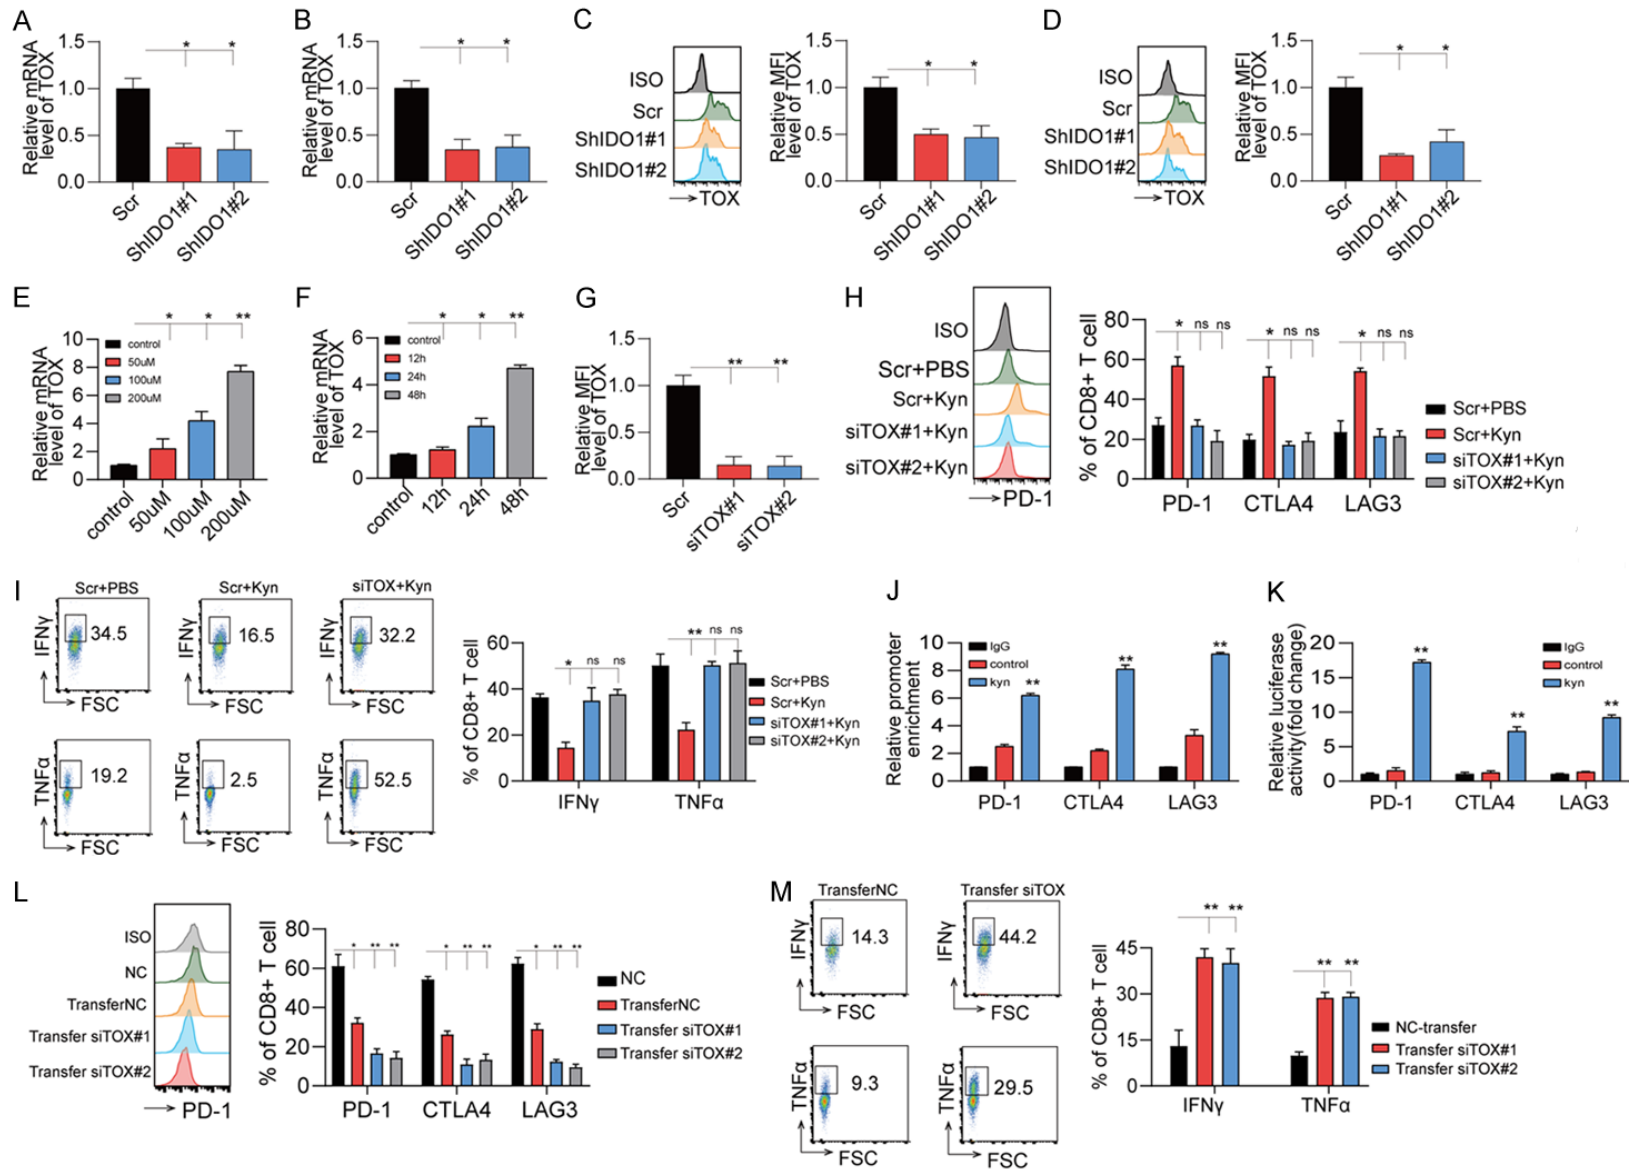 A
Relative mRNA
level of TOX
1.5
1.0
0.5
0.0
* *
Scr
ShIDO1#1
ShIDO1#2
B
Relative mRNA
level of TOX
1.5
1.0
0.5
0.0
* *
Scr
ShIDO1#1
ShIDO1#2
C
ISO
Scr
ShIDO1#1
ShIDO1#2
→TOX
Relative MFI
level of TOX
1.5
1.0
0.5
0.0
* *
Scr
ShIDO1#1
ShIDO1#2
D
ISO
Scr
ShIDO1#1
ShIDO1#2
→TOX
Relative MFI
level of TOX
1.5
1.0
0.5
0.0
* *
Scr
ShIDO1#1
ShIDO1#2
E
Relative mRNA
level of TOX
10
8
6
4
2
0
* * **
control
50uM
100uM
200uM
control
50uM
100uM
200uM
F
Relative mRNA
level of TOX
6
4
2
0
* * **
control
12h
24h
48h
control
12h
24h
48h
G
Relative MFI
level of TOX
1.5
1.0
0.5
0.0
** **
Scr
siTOX#1
siTOX#2
H
ISO
Scr+PBS
Scr+Kyn
siTOX#1+Kyn
siTOX#2+Kyn
→PD-1
% of CD8+ T cell
80
60
40
20
0
* ns ns
* ns ns
* ns ns
PD-1 CTLA4 LAG3
Scr+PBS
Scr+Kyn
siTOX#1+Kyn
siTOX#2+Kyn
I
Scr+PBS
Scr+Kyn
siTOX+Kyn
IFNγ
34.5
FSC
IFNγ
16.5
FSC
IFNγ
32.2
FSC
TNFα
19.2
FSC
TNFα
2.5
FSC
TNFα
52.5
FSC
% of CD8+ T cell
60
40
20
0
* ns ns
** ns ns
IFNγ TNFα
Scr+PBS
Scr+Kyn
siTOX#1+Kyn
siTOX#2+Kyn
J
Relative promoter
enrichment
10
8
6
4
2
0
IgG
control
kyn
** ** **
PD-1 CTLA4 LAG3
K
Relative luciferase
activity(fold change)
20
15
10
5
0
IgG
control
kyn
** ** **
PD-1 CTLA4 LAG3
L
ISO
NC
TransferNC
Transfer siTOX#1
Transfer siTOX#2
→ PD-1
% of CD8+ T cell
80
60
40
20
0
* ** **
* ** **
* ** **
PD-1 CTLA4 LAG3
NC
TransferNC
Transfer siTOX#1
Transfer siTOX#2
M
TransferNC
Transfer siTOX
IFNγ
14.3
FSC
IFNγ
44.2
FSC
TNFα
9.3
FSC
TNFα
29.5
FSC
% of CD8+ T cell
45
30
15
0
** **
** **
IFNγ TNFα
NC-transfer
Transfer siTOX#1
Transfer siTOX#2